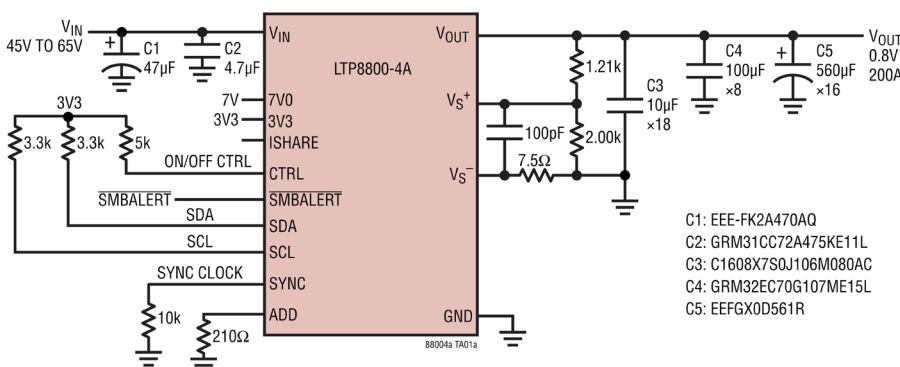 VIN
45V TO 65V
+
C1
47µF
C2
4.7µF
VIN
LTP8800-4A
VOUT
VOUT
0.8V
200A
1.21k
C3
10µF
×18
C4
100µF
×8
+
C5
560µF
×16
7V
7V0
3V3
3V3
ISHARE
VS+
100pF
2.00k
3V3
3.3k
3.3k
5k
ON/OFF CTRL
CTRL
VS–
7.5Ω
SMBALERT
SMBALERT
SDA
SDA
SCL
SCL
SYNC CLOCK
SYNC
10k
210Ω
ADD
GND
88004a TA01a
C1: EEE-FK2A470AQ
C2: GRM31CC72A475KE11L
C3: C1608X7S0J106M080AC
C4: GRM32EC70G107ME15L
C5: EEFGX0D561R